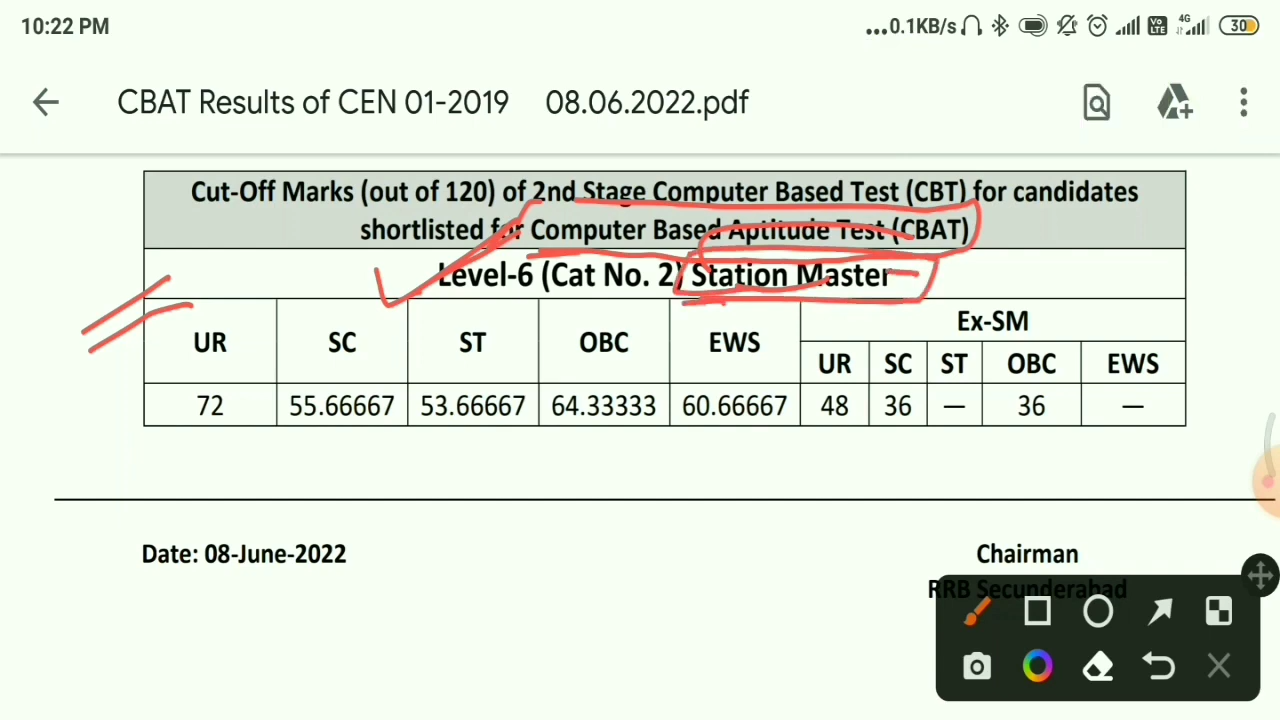 10:22 PM ...0.1KB/s Vo LTE 4G 30
CBAT Results of CEN 01-2019 08.06.2022.pdf
Cut-Off Marks (out of 120) of 2nd Stage Computer Based Test (CBT) for candidates
shortlisted for Computer Based Aptitude Test (CBAT)
Level-6 (Cat No. 2) Station Master
UR SC ST OBC EWS Ex-SM
UR SC ST OBC EWS
72 55.66667 53.66667 64.33333 60.66667 48 36 — 36 —
Date: 08-June-2022 Chairman
RRB Secunderabad